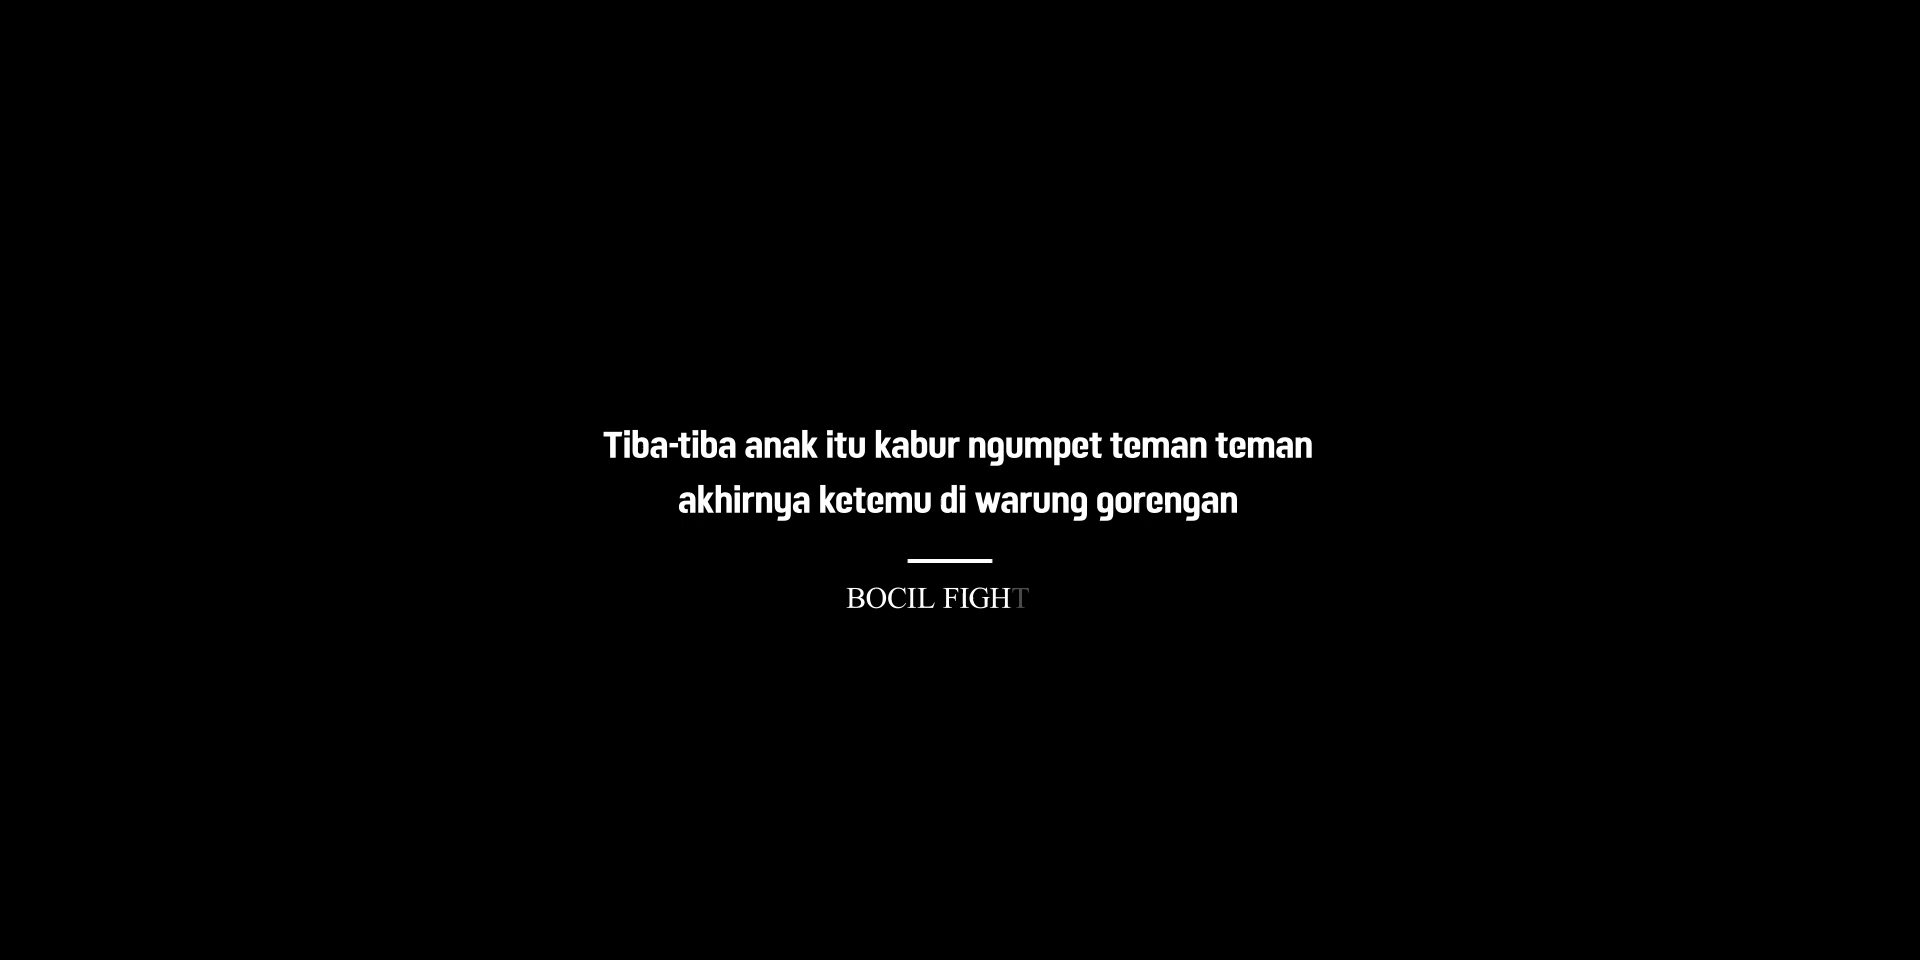 Tiba-tiba anak itu kabur ngumpet teman teman
akhirnya ketemu di warung gorengan
BOCIL FIGHT